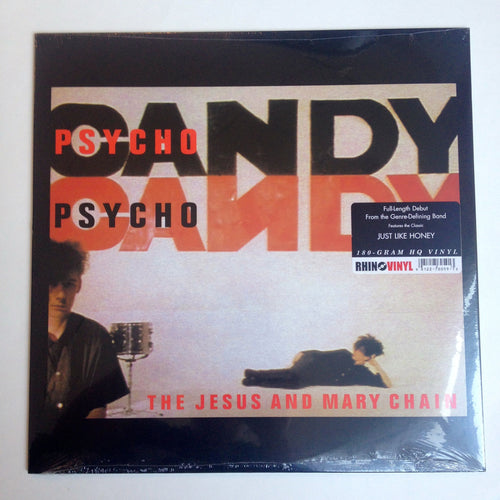 CANDY
PSYCHO
CANDY
PSYCHO
Full-Length Debut
From the Genre-Defining Band
Features the Classic
JUST LIKE HONEY
180-GRAM HQ VINYL
RHINO VINYL
THE JESUS AND MARY CHAIN